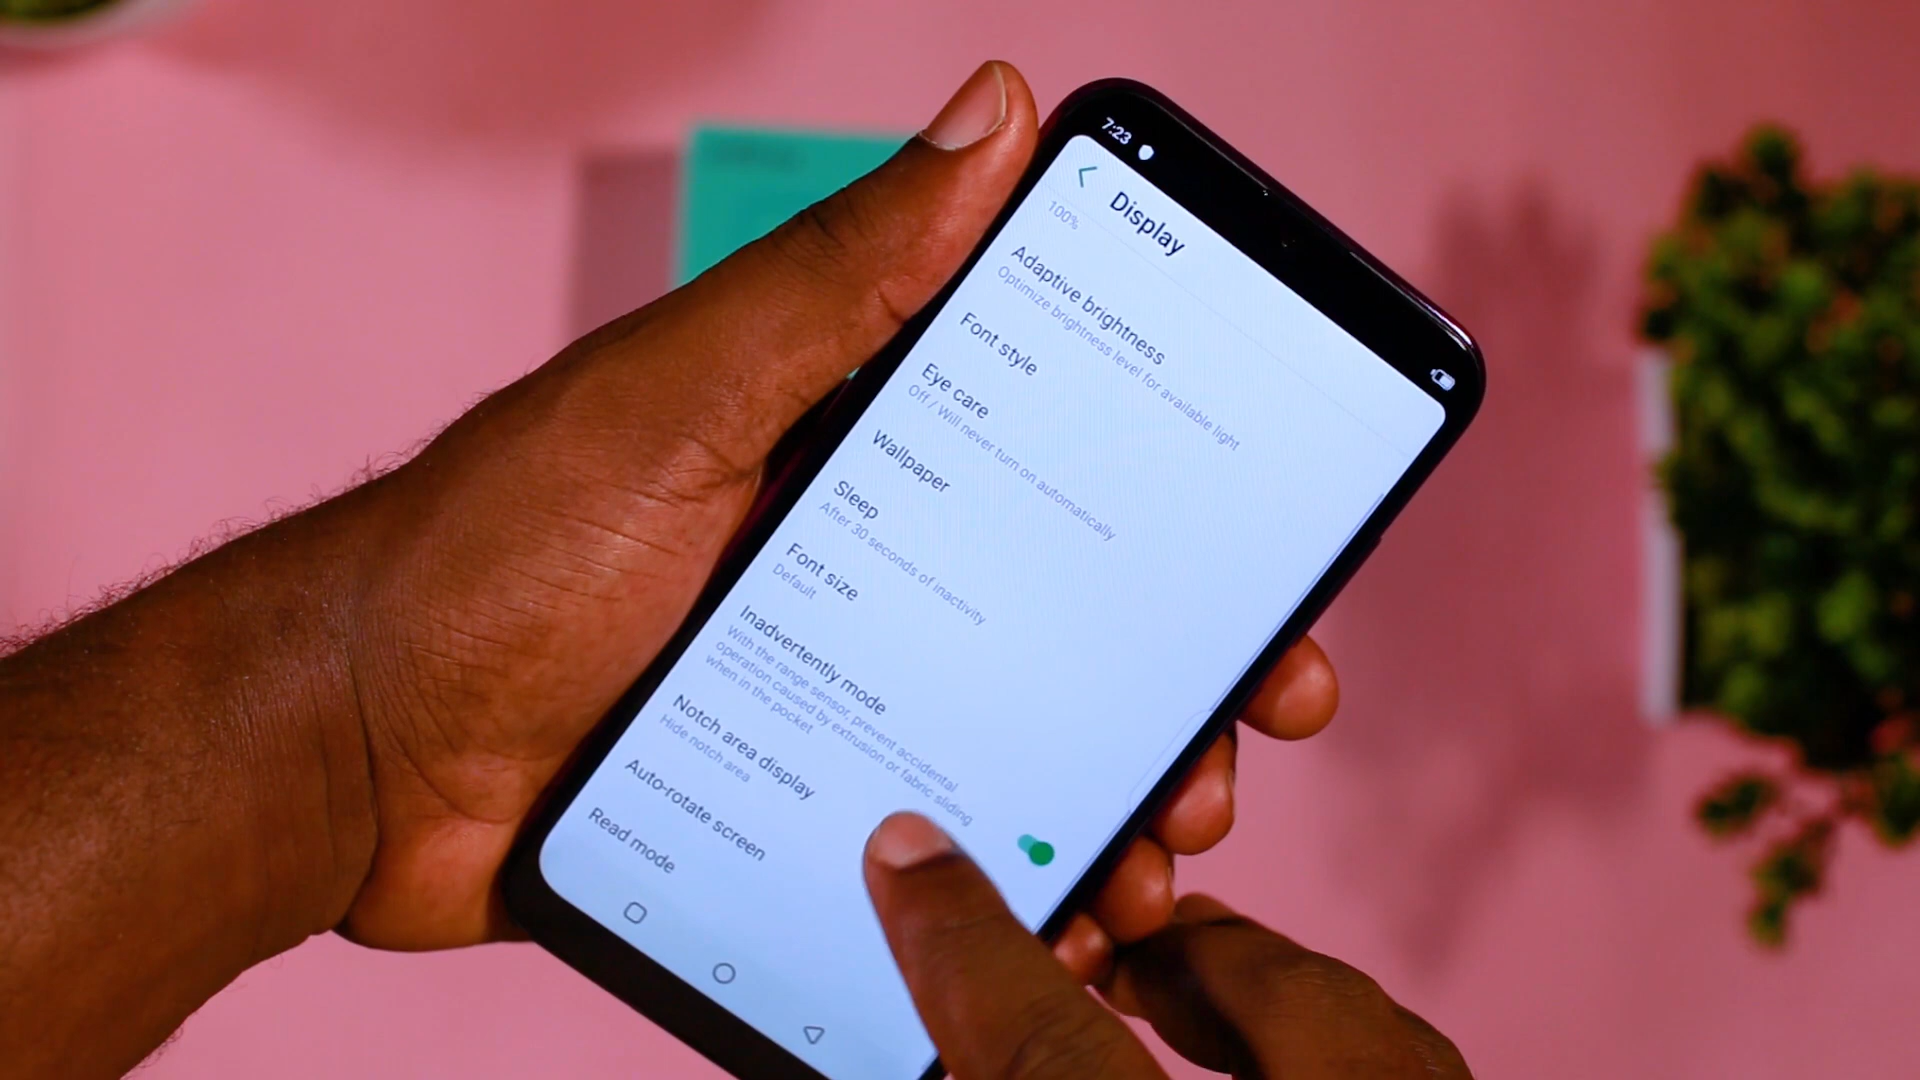 7:23
Display
100%
Adaptive brightness
Optimize brightness level for available light
Font style
Eye care
Off / Will never turn on automatically
Wallpaper
Sleep
After 30 seconds of inactivity
Font size
Default
Inadvertently mode
With the range sensor, prevent accidental
operation caused by extrusion or fabric sliding
when in the pocket
Notch area display
Hide notch area
Auto-rotate screen
Read mode